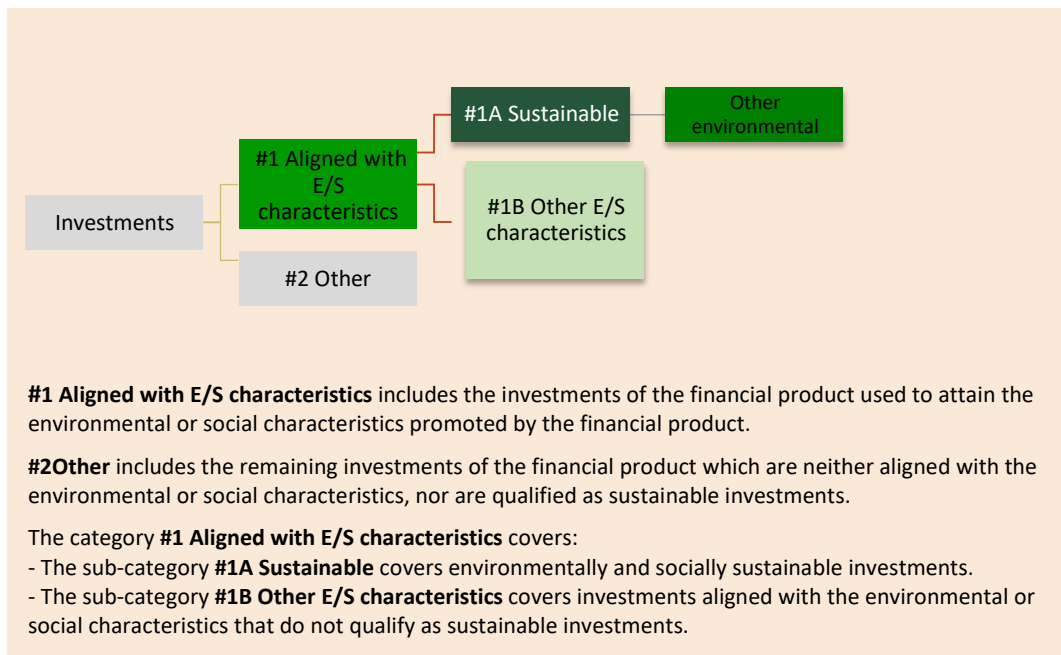 #1A Sustainable
Other
environmental
#1 Aligned with
E/S
characteristics
#1B Other E/S
characteristics
Investments
#2 Other
#1 Aligned with E/S characteristics includes the investments of the financial product used to attain the
environmental or social characteristics promoted by the financial product.
#2Other includes the remaining investments of the financial product which are neither aligned with the
environmental or social characteristics, nor are qualified as sustainable investments.
The category #1 Aligned with E/S characteristics covers:
- The sub-category #1A Sustainable covers environmentally and socially sustainable investments.
- The sub-category #1B Other E/S characteristics covers investments aligned with the environmental or
social characteristics that do not qualify as sustainable investments.